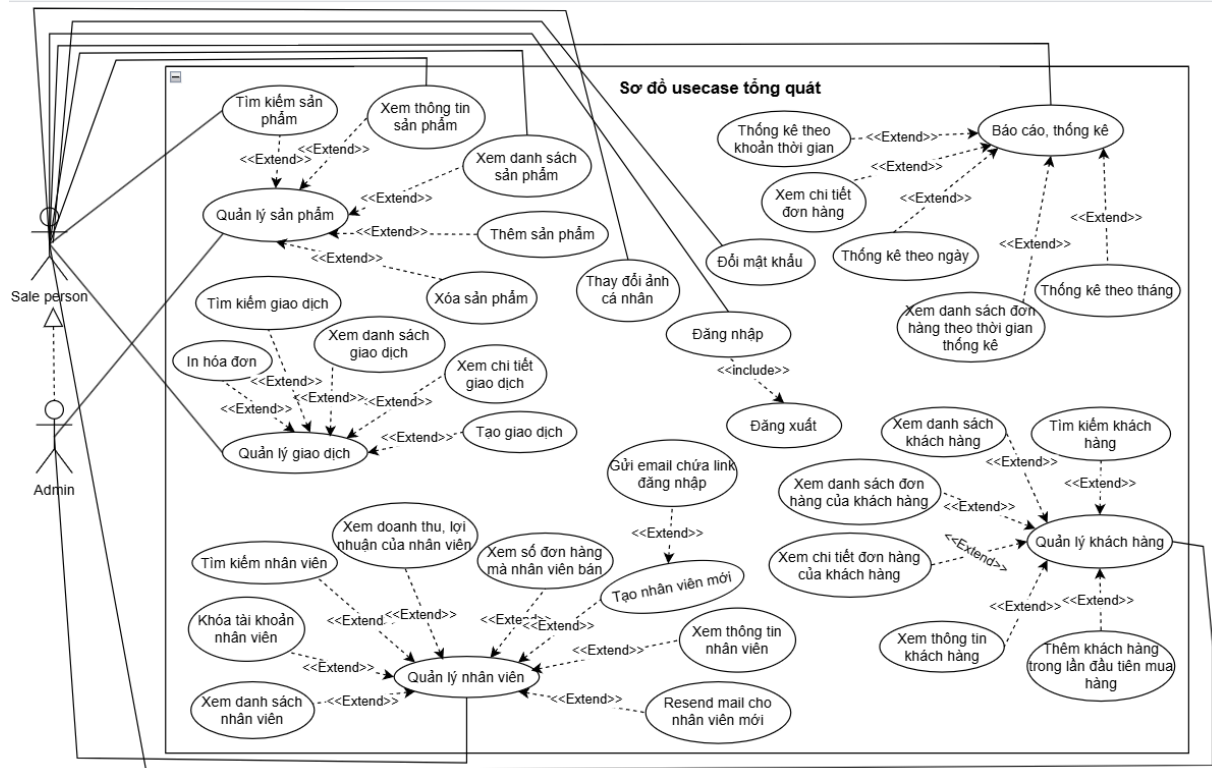 Sơ đồ usecase tổng quát
Tìm kiếm sản
phẩm
Xem thông tin
sản phẩm
<<Extend>>
<<Extend>>
Xem danh sách
sản phẩm
<<Extend>>
Quản lý sản phẩm
<<Extend>>
Thêm sản phẩm
<<Extend>>
Xóa sản phẩm
Thống kê theo
khoản thời gian
<<Extend>>
Báo cáo, thống kê
Xem chi tiết
đơn hàng
<<Extend>>
<<Extend>>
Thống kê theo ngày
<<Extend>>
<<Extend>>
Xem danh sách đơn
hàng theo thời gian
thống kê
Thống kê theo tháng
Thay đổi ảnh
cá nhân
Đổi mật khẩu
Đăng nhập
<<include>>
Đăng xuất
Sale person
Admin
Tìm kiếm giao dịch
Xem danh sách
giao dịch
In hóa đơn
Xem chi tiết
giao dịch
<<Extend>>
<<Extend>>
<<Extend>>
<<Extend>>
<<Extend>>
Quản lý giao dịch
Tạo giao dịch
Gửi email chứa link
đăng nhập
<<Extend>>
Tạo nhân viên mới
Xem doanh thu, lợi
nhuận của nhân viên
Xem số đơn hàng
mà nhân viên bán
Tìm kiếm nhân viên
<<Extend>>
<<Extend>>
<<Extend>>
<<Extend>>
Khóa tài khoản
nhân viên
<<Extend>>
Xem thông tin
nhân viên
<<Extend>>
Quản lý nhân viên
Xem danh sách
nhân viên
<<Extend>>
<<Extend>>
Resend mail cho
nhân viên mới
Xem danh sách
khách hàng
Tìm kiếm khách
hàng
<<Extend>>
<<Extend>>
Xem danh sách đơn
hàng của khách hàng
<<Extend>>
Quản lý khách hàng
Xem chi tiết đơn hàng
của khách hàng
<<Extend>>
<<Extend>>
<<Extend>>
Xem thông tin
khách hàng
Thêm khách hàng
trong lần đầu tiên mua
hàng